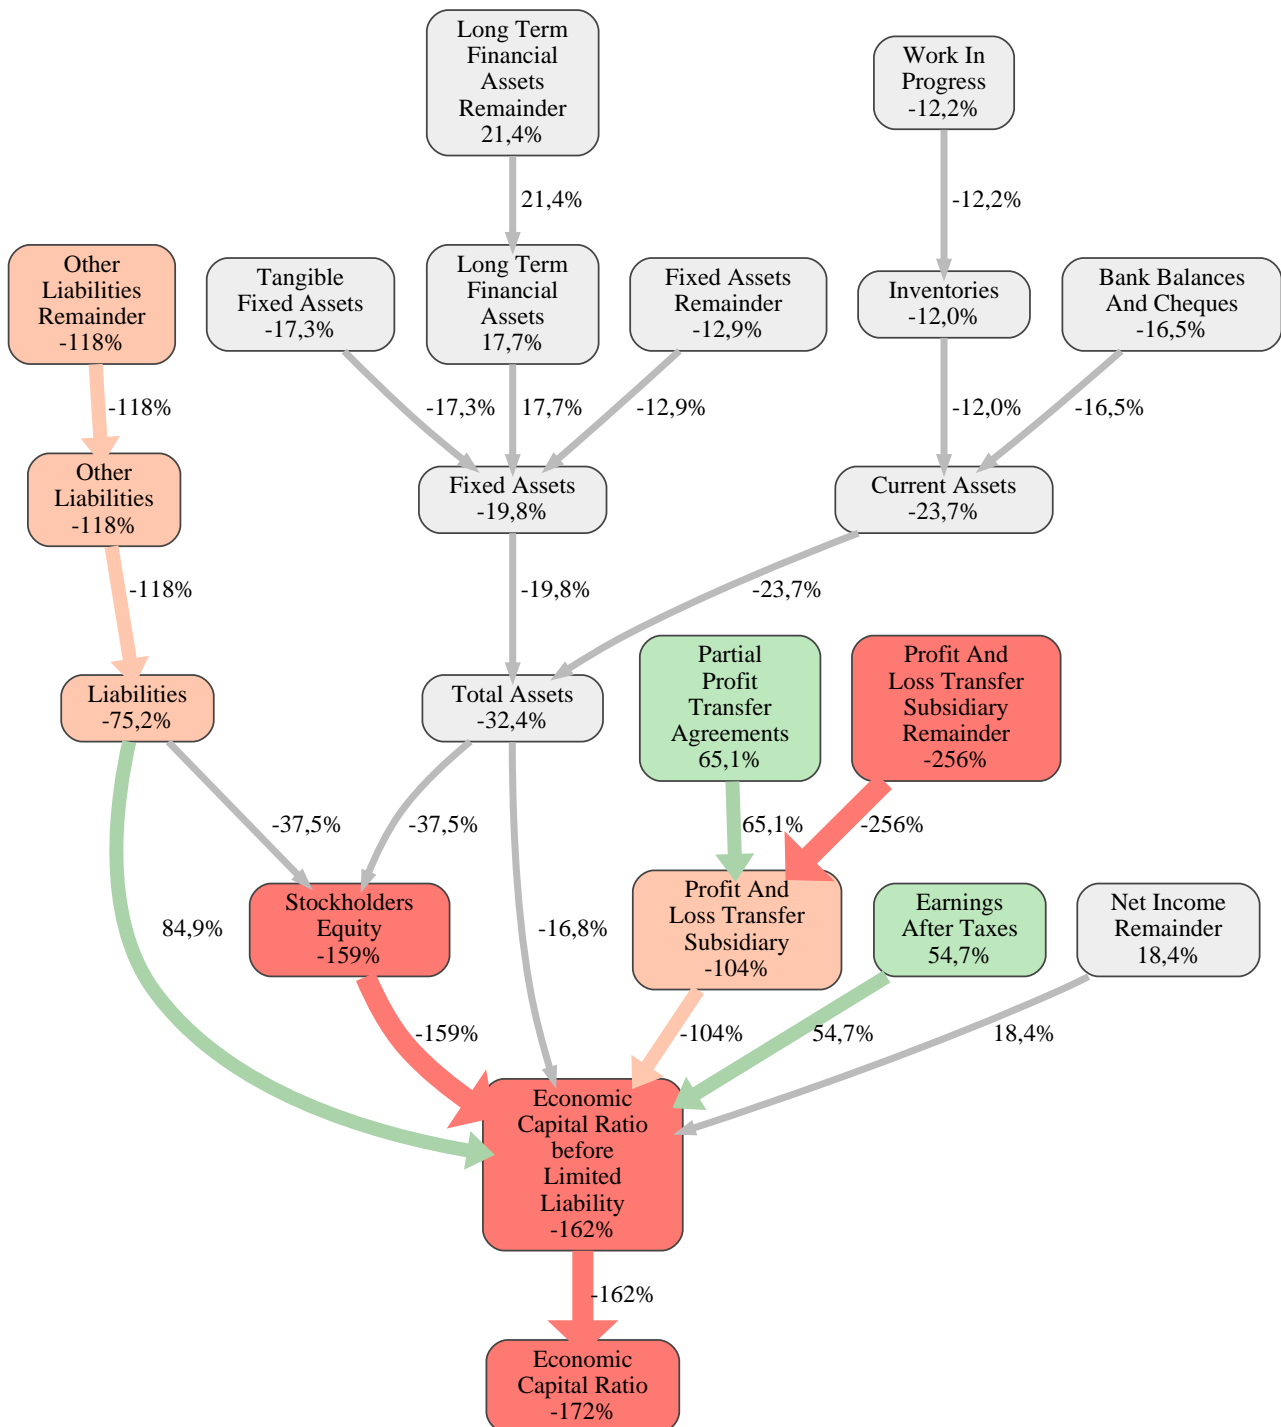 Long Term
Financial
Assets
Remainder
21,4%
Work In
Progress
-12,2%
21,4%
-12,2%
Other
Liabilities
Remainder
-118%
Tangible
Fixed Assets
-17,3%
Long Term
Financial
Assets
17,7%
Fixed Assets
Remainder
-12,9%
Inventories
-12,0%
Bank Balances
And Cheques
-16,5%
-118%
-17,3%
17,7%
-12,9%
-12,0%
-16,5%
Other
Liabilities
-118%
Fixed Assets
-19,8%
Current Assets
-23,7%
-118%
-19,8%
-23,7%
Liabilities
-75,2%
Total Assets
-32,4%
Partial
Profit
Transfer
Agreements
65,1%
Profit And
Loss Transfer
Subsidiary
Remainder
-256%
-37,5%
-37,5%
65,1%
-256%
84,9%
Stockholders
Equity
-159%
-16,8%
Profit And
Loss Transfer
Subsidiary
-104%
Earnings
After Taxes
54,7%
Net Income
Remainder
18,4%
-159%
-104%
54,7%
18,4%
Economic
Capital Ratio
before
Limited
Liability
-162%
-162%
Economic
Capital Ratio
-172%